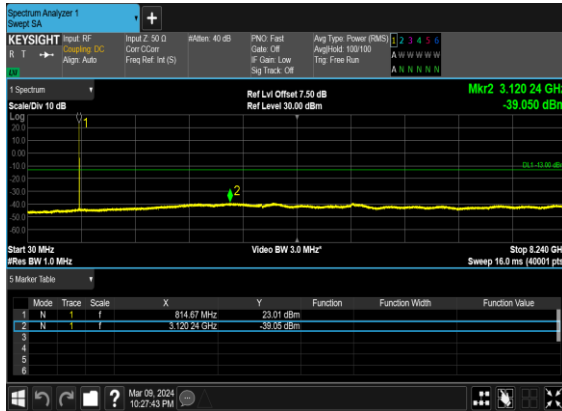 Spectrum Analyzer 1
Swept SA
+
KEYSIGHT Input: RF Input Z: 50 Ω #Atten: 40 dB PNO: Fast Avg Type: Power (RMS) 1 2 3 4 5 6
R T Coupling: DC Corr CCorr Gate: Off Avg|Hold: 100/100 A W W W W W
Align: Auto Freq Ref: Int (S) IF Gain: Low Trig: Free Run
Sig Track: Off A N N N N N
1 Spectrum Ref Lvl Offset 7.50 dB Mkr2 3.120 24 GHz
Scale/Div 10 dB Ref Level 30.00 dBm -39.050 dBm
Log
1
20.0
10.0
0.00
-10.0 DL1 -13.00 dBm
-20.0
-30.0
2
-40.0
-50.0
-60.0
Start 30 MHz Video BW 3.0 MHz* Stop 8.240 GHz
#Res BW 1.0 MHz Sweep 16.0 ms (40001 pts)
5 Marker Table
Mode Trace Scale X Y Function Function Width Function Value
1 N 1 f 814.67 MHz 23.01 dBm
2 N 1 f 3.120 24 GHz -39.05 dBm
3
4
5
6
? Mar 09, 2024
10:27:43 PM